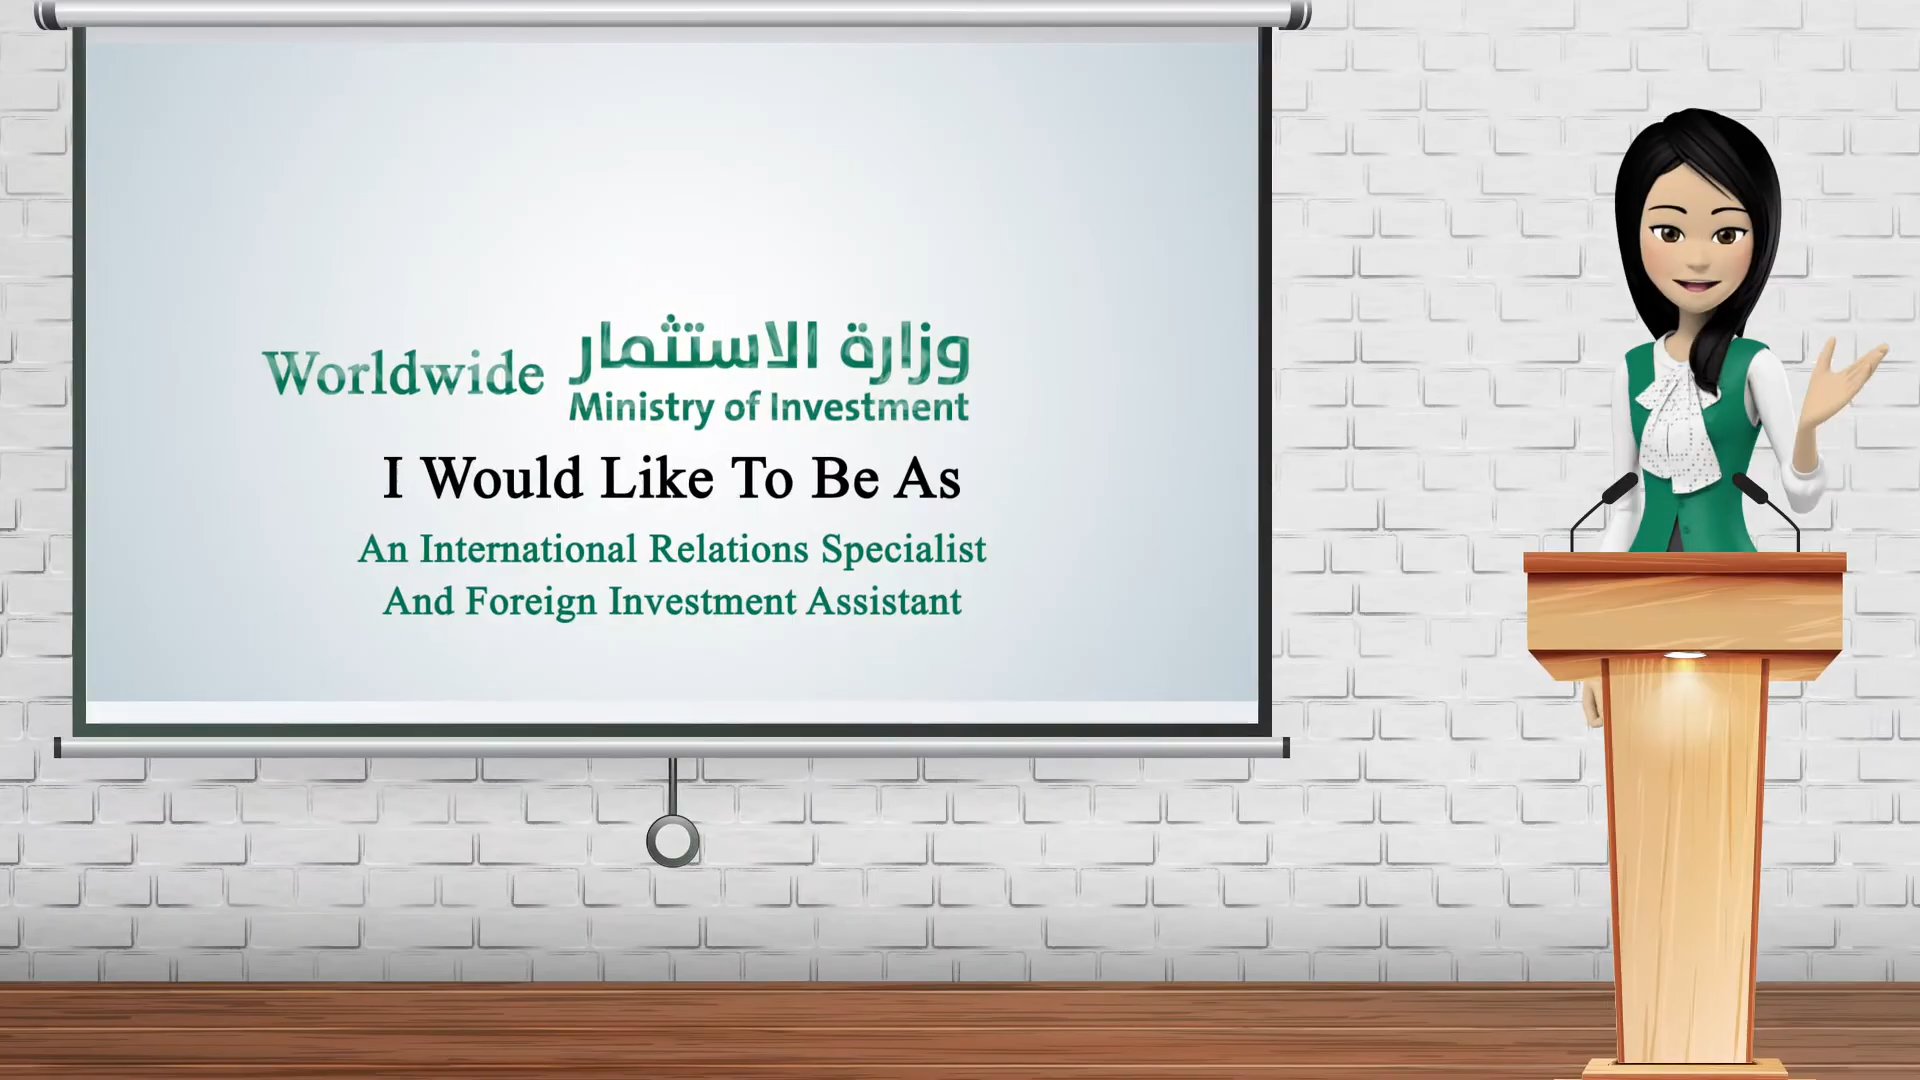 Worldwide
وزارة الاستثمار
Ministry of Investment
I Would Like To Be As
An International Relations Specialist
And Foreign Investment Assistant